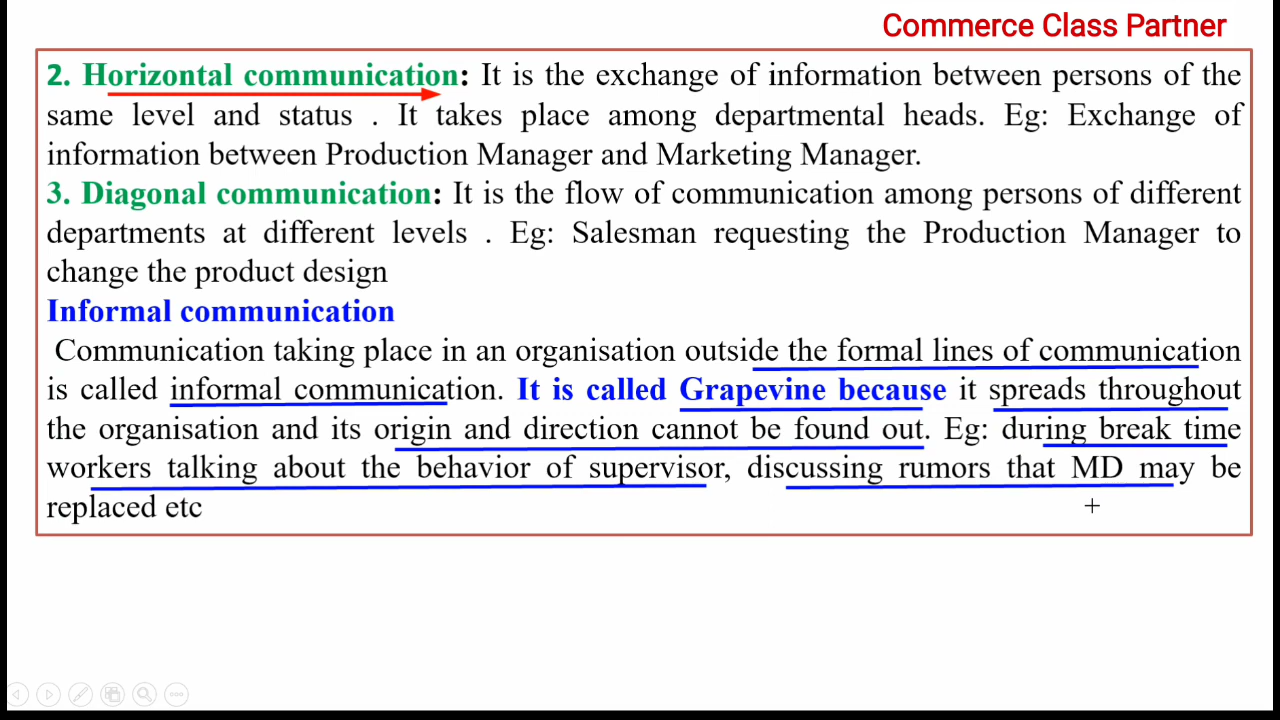 Commerce Class Partner
2. Horizontal communication: It is the exchange of information between persons of the
same level and status . It takes place among departmental heads. Eg: Exchange of
information between Production Manager and Marketing Manager.
3. Diagonal communication: It is the flow of communication among persons of different
departments at different levels . Eg: Salesman requesting the Production Manager to
change the product design
Informal communication
Communication taking place in an organisation outside the formal lines of communication
is called informal communication. It is called Grapevine because it spreads throughout
the organisation and its origin and direction cannot be found out. Eg: during break time
workers talking about the behavior of supervisor, discussing rumors that MD may be
replaced etc